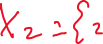 X₂ = {2